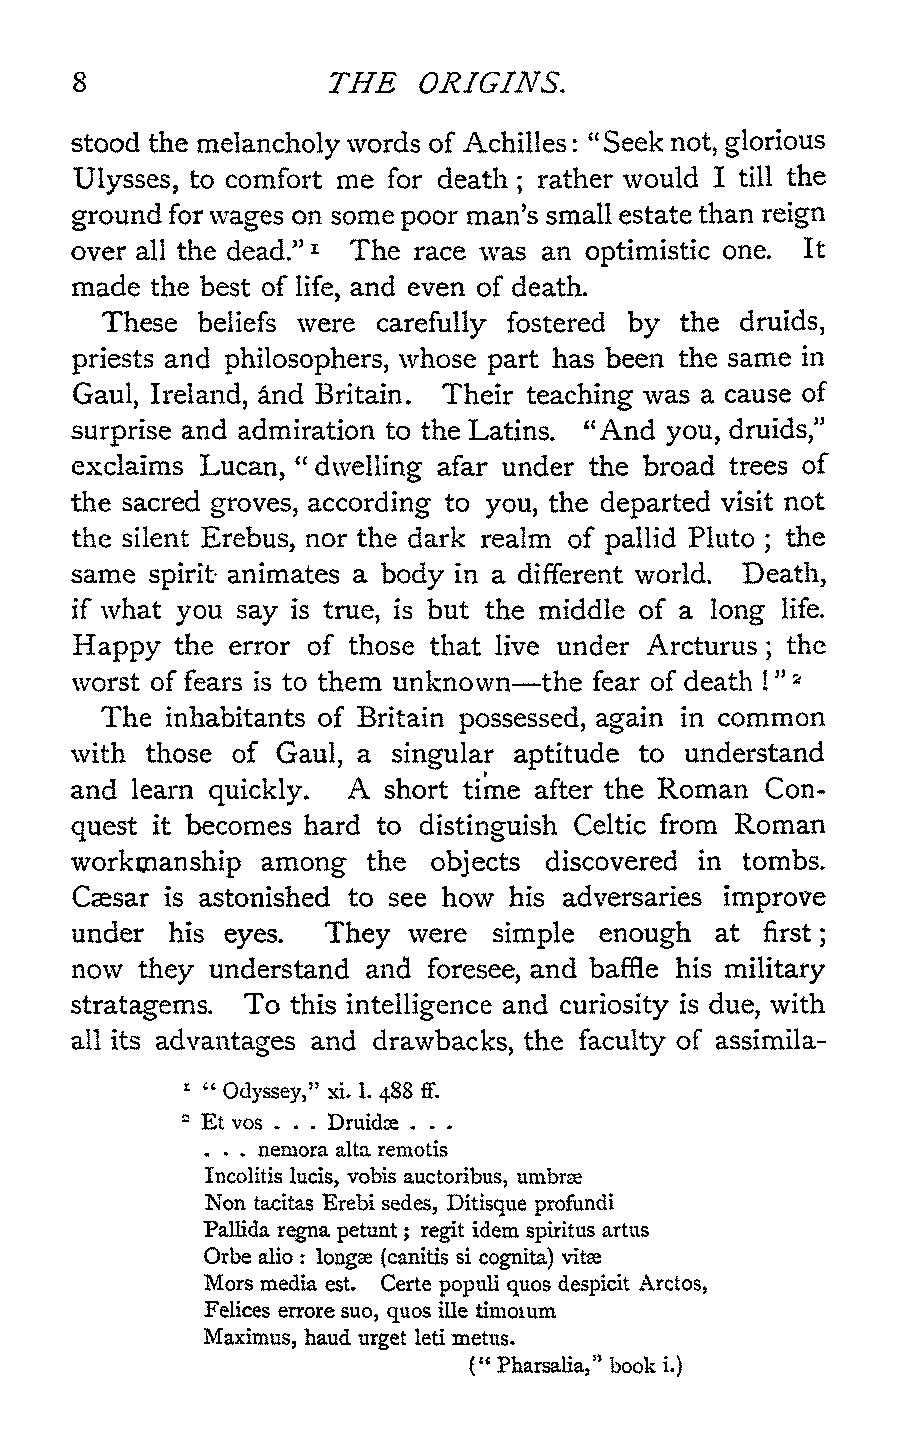 8 THE ORIGINS.
stood the melancholy words of Achilles: "Seek not, glorious
Ulysses, to comfort me for death; rather would I till the
ground for wages on some poor man's small estate than reign
over all the dead." 1 The race was an optimistic one. It
made the best of life, and even of death.
These beliefs were carefully fostered by the druids,
priests and philosophers, whose part has been the same in
Gaul, Ireland, and Britain. Their teaching was a cause of
surprise and admiration to the Latins. "And you, druids,"
exclaims Lucan, "dwelling afar under the broad trees of
the sacred groves, according to you, the departed visit not
the silent Erebus, nor the dark realm of pallid Pluto; the
same spirit animates a body in a different world. Death,
if what you say is true, is but the middle of a long life.
Happy the error of those that live under Arcturus; the
worst of fears is to them unknown—the fear of death!" 2
The inhabitants of Britain possessed, again in common
with those of Gaul, a singular aptitude to understand
and learn quickly. A short time after the Roman Con-
quest it becomes hard to distinguish Celtic from Roman
workmanship among the objects discovered in tombs.
Cæsar is astonished to see how his adversaries improve
under his eyes. They were simple enough at first;
now they understand and foresee, and baffle his military
stratagems. To this intelligence and curiosity is due, with
all its advantages and drawbacks, the faculty of assimila-
1 "Odyssey," xi. l. 488 ff.
2 Et vos . . . Druidæ . . .
. . . nemora alta remotis
Incolitis lucis, vobis auctoribus, umbræ
Non tacitas Erebi sedes, Ditisque profundi
Pallida regna petunt; regit idem spiritus artus
Orbe alio: longæ (canitis si cognita) vitæ
Mors media est. Certe populi quos despicit Arctos,
Felices errore suo, quos ille timorum
Maximus, haud urget leti metus.
("Pharsalia," book i.)